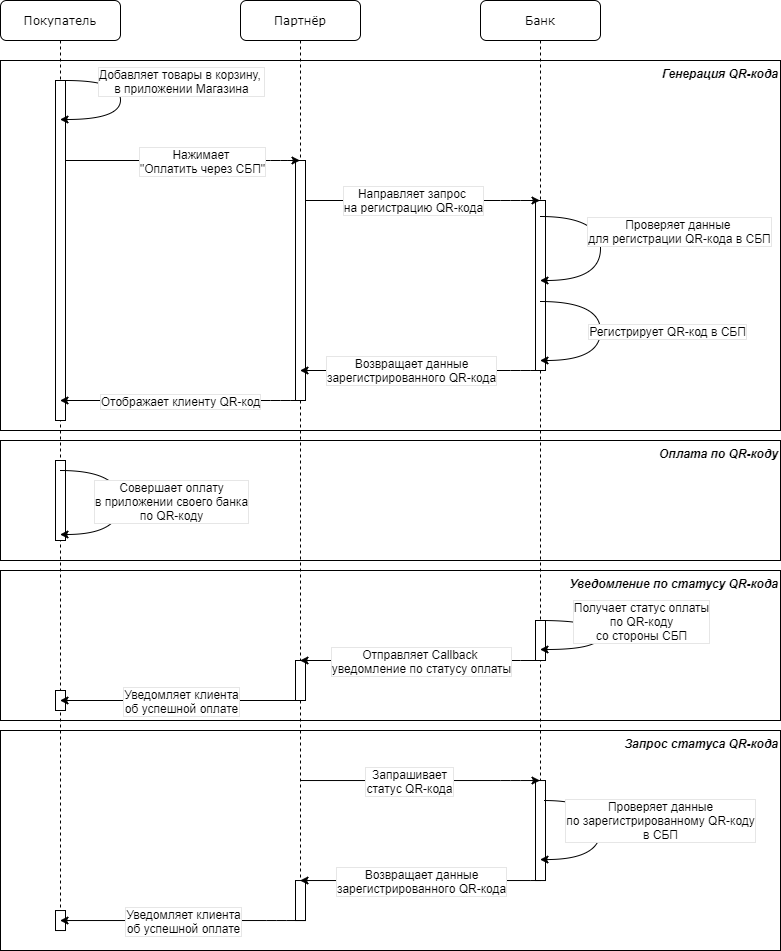 Покупатель
Партнёр
Банк
Генерация QR-кода
Добавляет товары в корзину,
в приложении Магазина
Нажимает
"Оплатить через СБП"
Направляет запрос
на регистрацию QR-кода
Проверяет данные
для регистрации QR-кода в СБП
Регистрирует QR-код в СБП
Возвращает данные
зарегистрированного QR-кода
Отображает клиенту QR-код
Оплата по QR-коду
Совершает оплату
в приложении своего банка
по QR-коду
Уведомление по статусу QR-кода
Получает статус оплаты
по QR-коду
со стороны СБП
Отправляет Callback
уведомление по статусу оплаты
Уведомляет клиента
об успешной оплате
Запрос статуса QR-кода
Запрашивает
статус QR-кода
Проверяет данные
по зарегистрированному QR-коду
в СБП
Возвращает данные
зарегистрированного QR-кода
Уведомляет клиента
об успешной оплате